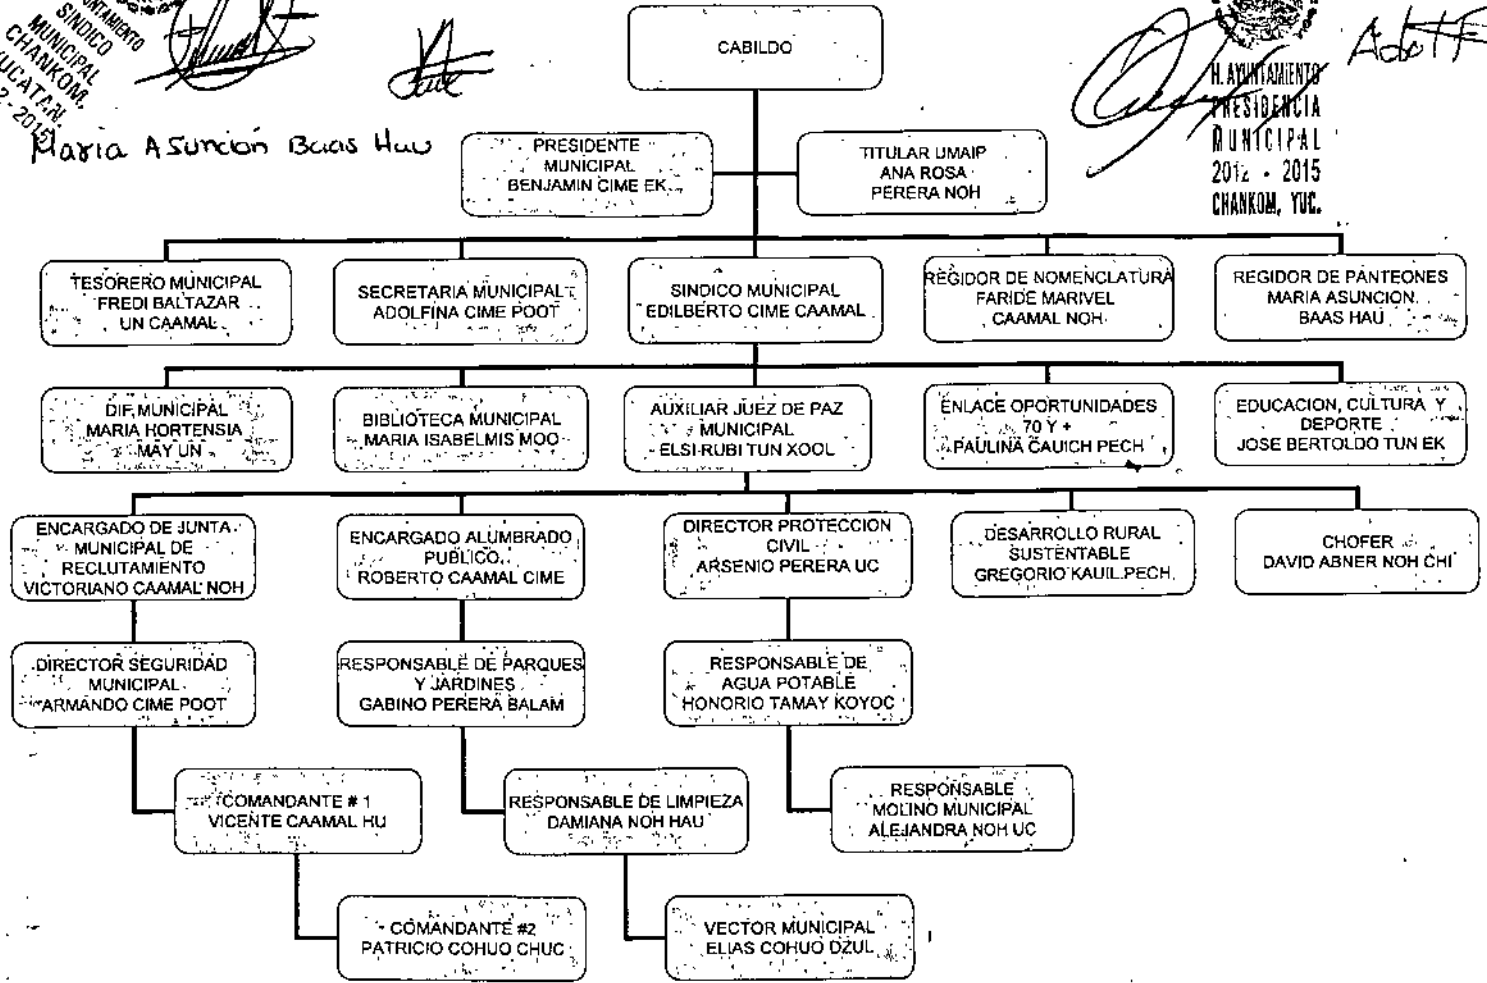 AYUNTAMIENTO
SINDICO
MUNICIPAL
CHANKOM,
YUCATAN.
2 - 2015
Maria Asunción Baas Hau
H. AYUNTAMIENTO
PRESIDENCIA
MUNICIPAL
2012 - 2015
CHANKOM, YUC.
CABILDO
PRESIDENTE
MUNICIPAL
BENJAMIN CIME EK
TITULAR UMAIP
ANA ROSA
PERERA NOH
TESORERO MUNICIPAL
FREDI BALTAZAR
UN CAAMAL
SECRETARIA MUNICIPAL
ADOLFINA CIME POOT
SINDICO MUNICIPAL
EDILBERTO CIME CAAMAL
REGIDOR DE NOMENCLATURA
FARIDE MARIVEL
CAAMAL NOH
REGIDOR DE PANTEONES
MARIA ASUNCION
BAAS HAU
DIF MUNICIPAL
MARIA HORTENSIA
MAY UN
BIBLIOTECA MUNICIPAL
MARIA ISABELMIS MOO
AUXILIAR JUEZ DE PAZ
MUNICIPAL
ELSI RUBI TUN XOOL
ENLACE OPORTUNIDADES
70 Y +
PAULINA CAUICH PECH
EDUCACION, CULTURA Y
DEPORTE
JOSE BERTOLDO TUN EK
ENCARGADO DE JUNTA
MUNICIPAL DE
RECLUTAMIENTO
VICTORIANO CAAMAL NOH
ENCARGADO ALUMBRADO
PUBLICO
ROBERTO CAAMAL CIME
DIRECTOR PROTECCION
CIVIL
ARSENIO PERERA UC
DESARROLLO RURAL
SUSTENTABLE
GREGORIO KAUIL PECH
CHOFER
DAVID ABNER NOH CHI
DIRECTOR SEGURIDAD
MUNICIPAL
ARMANDO CIME POOT
RESPONSABLE DE PARQUES
Y JARDINES
GABINO PERERA BALAM
RESPONSABLE DE
AGUA POTABLE
HONORIO TAMAY KOYOC
COMANDANTE # 1
VICENTE CAAMAL HU
RESPONSABLE DE LIMPIEZA
DAMIANA NOH HAU
RESPONSABLE
MOLINO MUNICIPAL
ALEJANDRA NOH UC
COMANDANTE #2
PATRICIO COHUO CHUC
VECTOR MUNICIPAL
ELIAS COHUO DZUL